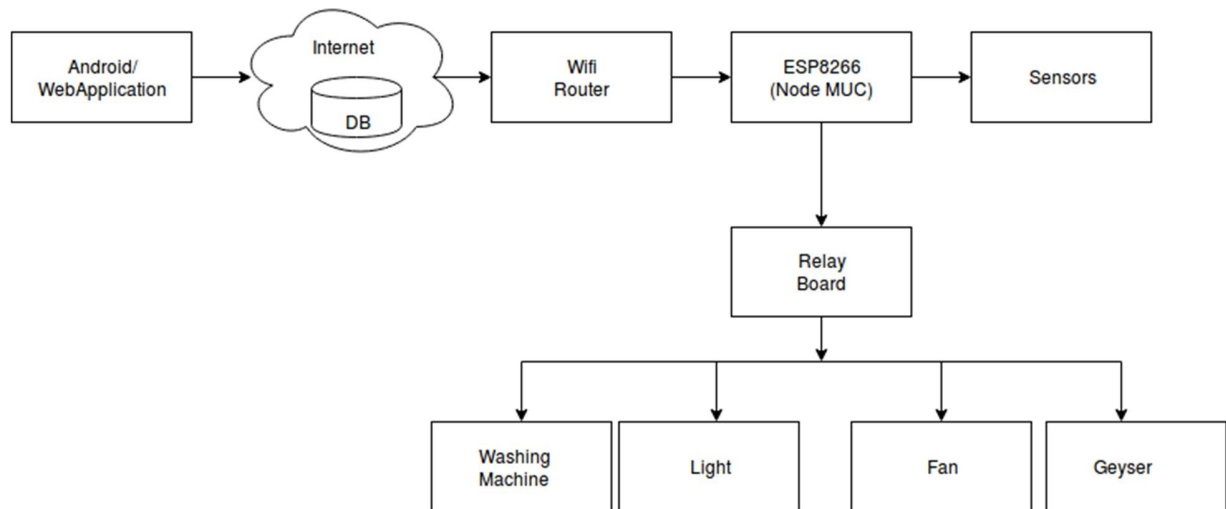 Android/
WebApplication
Internet
DB
Wifi
Router
ESP8266
(Node MUC)
Sensors
Relay
Board
Washing
Machine
Light
Fan
Geyser